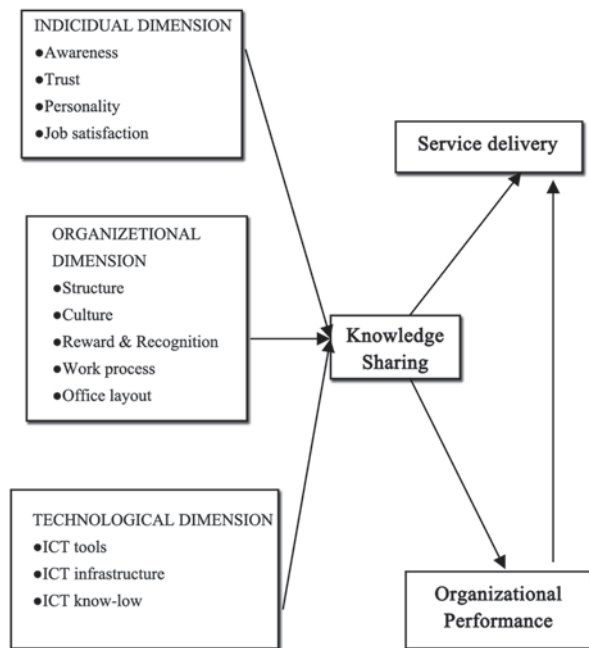 INDICIDUAL DIMENSION
●Awareness
●Trust
●Personality
●Job satisfaction
ORGANIZETIONAL
DIMENSION
●Structure
●Culture
●Reward & Recognition
●Work process
●Office layout
TECHNOLOGICAL DIMENSION
●ICT tools
●ICT infrastructure
●ICT know-low
Knowledge
Sharing
Service delivery
Organizational
Performance